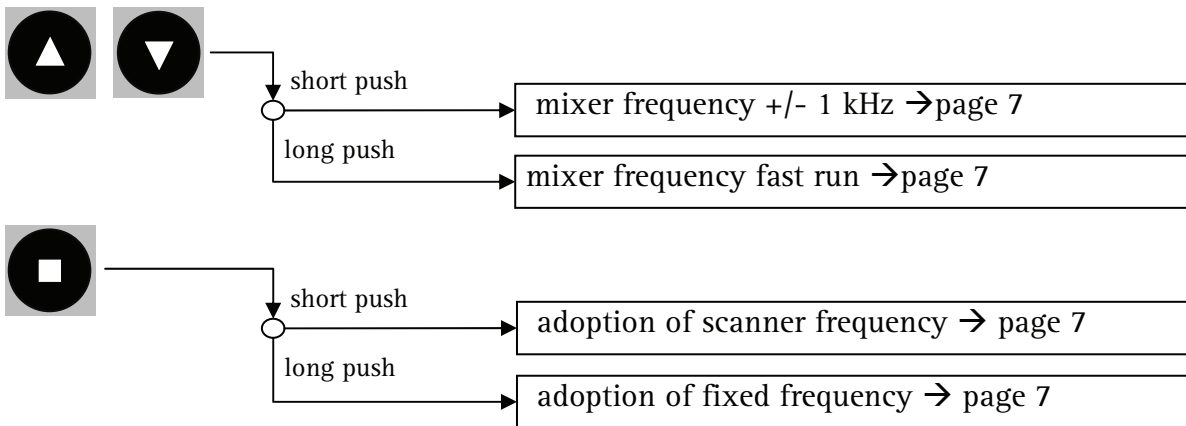 short push
mixer frequency +/- 1 kHz →page 7
long push
mixer frequency fast run →page 7
short push
adoption of scanner frequency → page 7
long push
adoption of fixed frequency → page 7